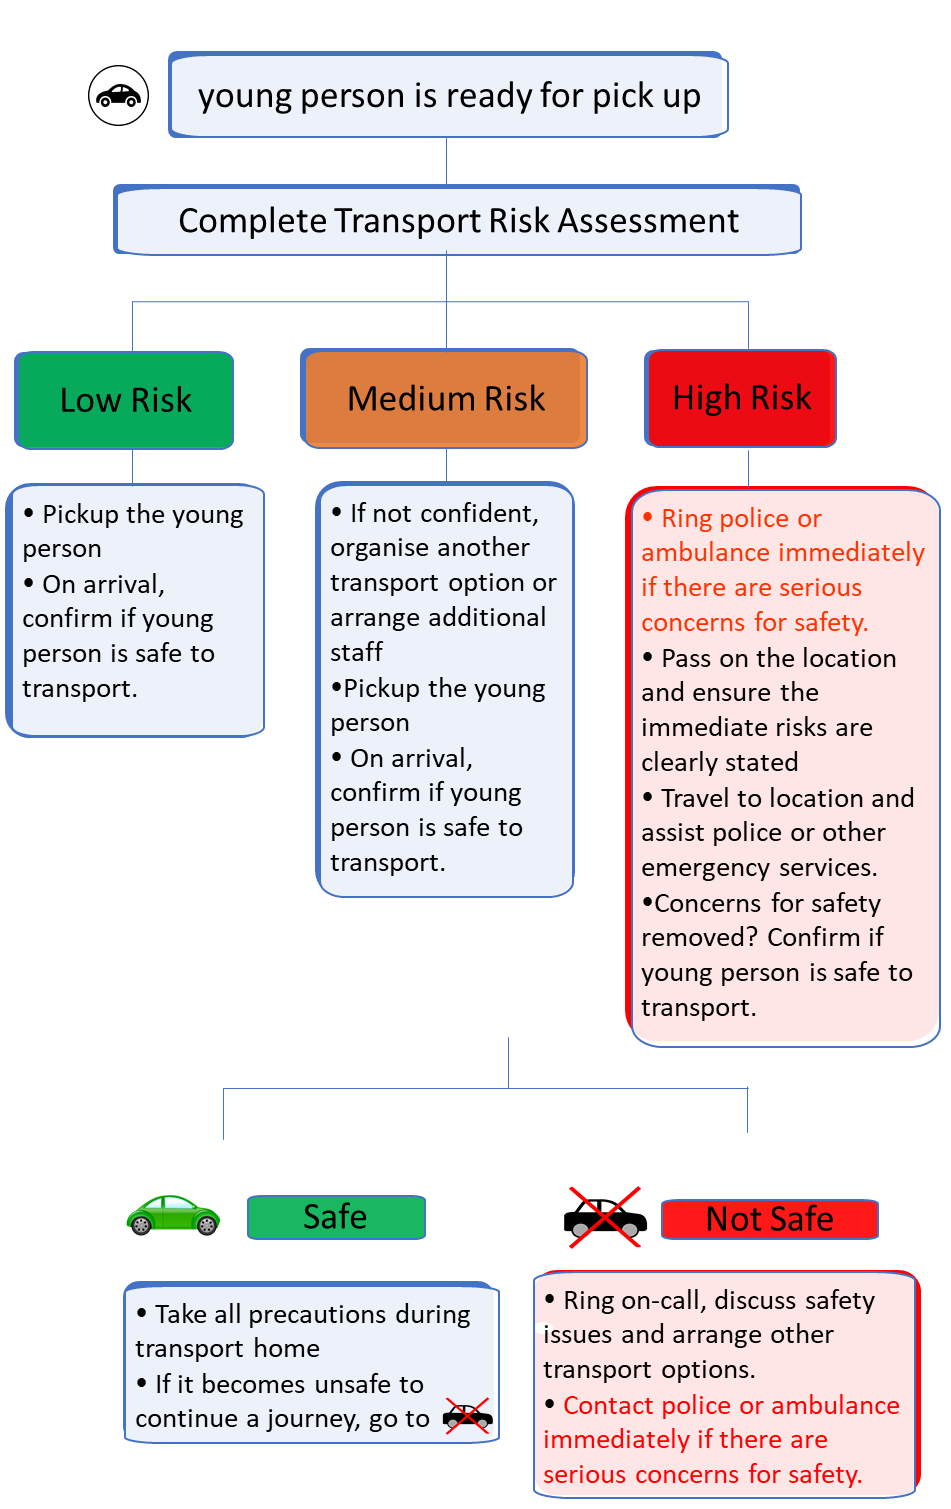 young person is ready for pick up
Complete Transport Risk Assessment
Low Risk
Medium Risk
High Risk
• Pickup the young
person
• On arrival,
confirm if young
person is safe to
transport.
• If not confident,
organise another
transport option or
arrange additional
staff
•Pickup the young
person
• On arrival,
confirm if young
person is safe to
transport.
• Ring police or
ambulance immediately
if there are serious
concerns for safety.
• Pass on the location
and ensure the
immediate risks are
clearly stated
• Travel to location and
assist police or other
emergency services.
•Concerns for safety
removed? Confirm if
young person is safe to
transport.
Safe
Not Safe
• Take all precautions during
transport home
• If it becomes unsafe to
continue a journey, go to
• Ring on-call, discuss safety
issues and arrange other
transport options.
• Contact police or ambulance
immediately if there are
serious concerns for safety.